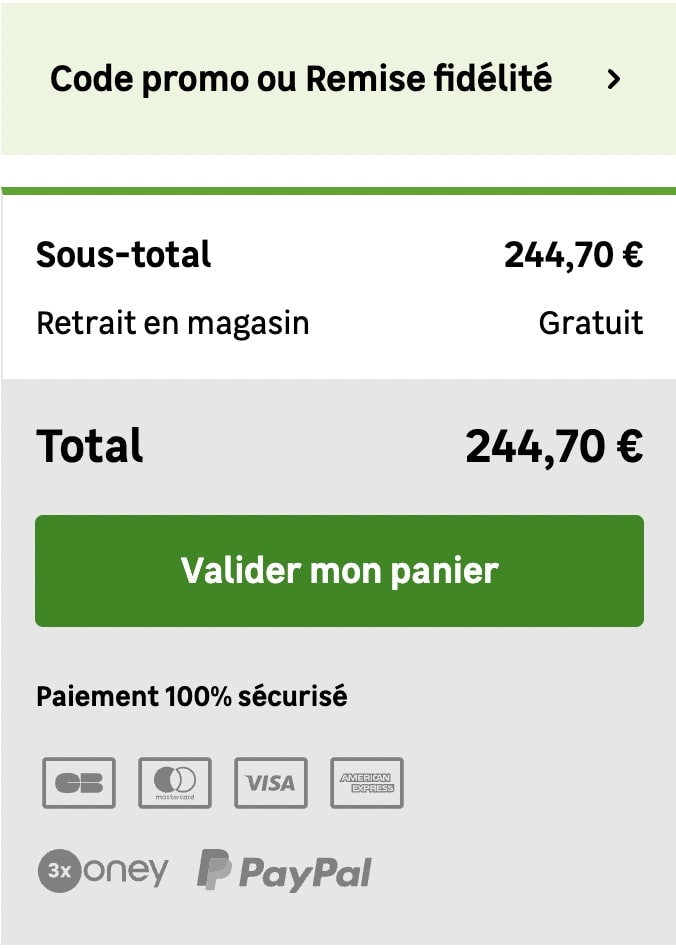 Code promo ou Remise fidélité
Sous-total 244,70 €
Retrait en magasin Gratuit
Total 244,70 €
Valider mon panier
Paiement 100% sécurisé
CB mastercard VISA AMERICAN EXPRESS
3x oney PayPal